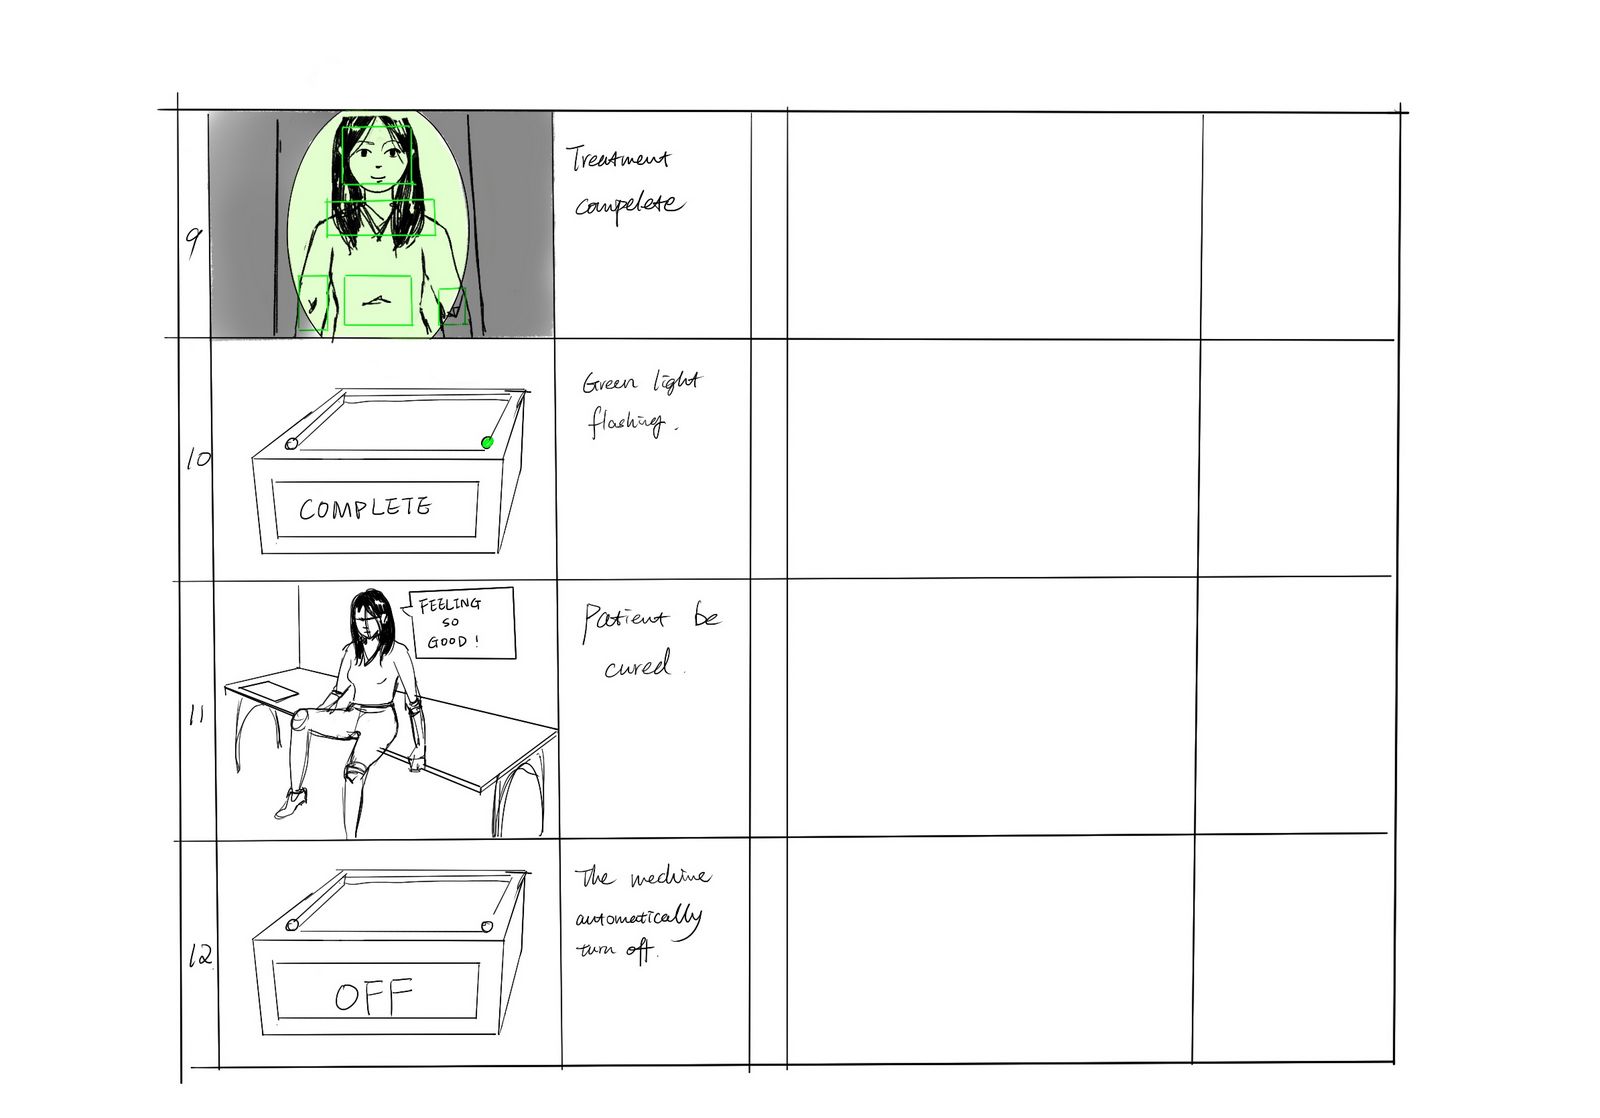 9
Treatment
compelete
10
COMPLETE
Green light
flashing.
11
FEELING
SO
GOOD!
Patient be
cured.
12
OFF
The mechine
automatically
turn off.